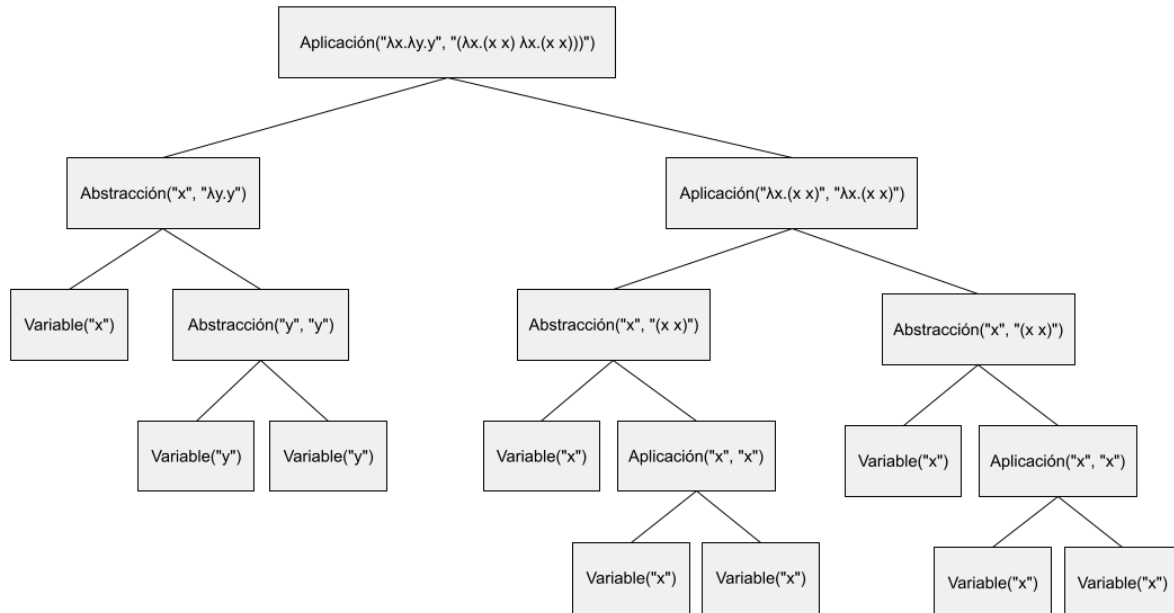 Aplicación("λx.λy.y", "(λx.(x x) λx.(x x)))")
Abstracción("x", "λy.y")
Aplicación("λx.(x x)", "λx.(x x)")
Variable("x")
Abstracción("y", "y")
Abstracción("x", "(x x)")
Abstracción("x", "(x x)")
Variable("y")
Variable("y")
Variable("x")
Aplicación("x", "x")
Variable("x")
Aplicación("x", "x")
Variable("x")
Variable("x")
Variable("x")
Variable("x")